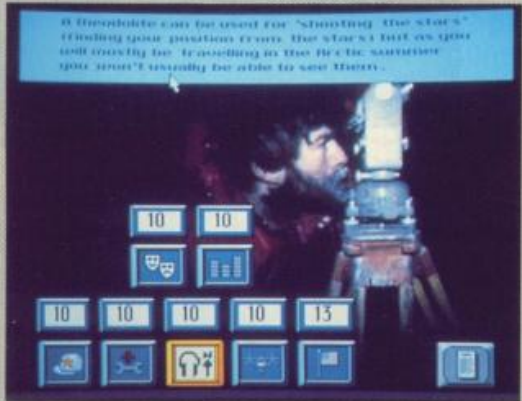 A theodolite can be used for "shooting the stars"
(finding your position from the stars) but as you
will mostly be travelling in the Arctic summer
you won't usually be able to see them.
10 10
10 10 10 10 13